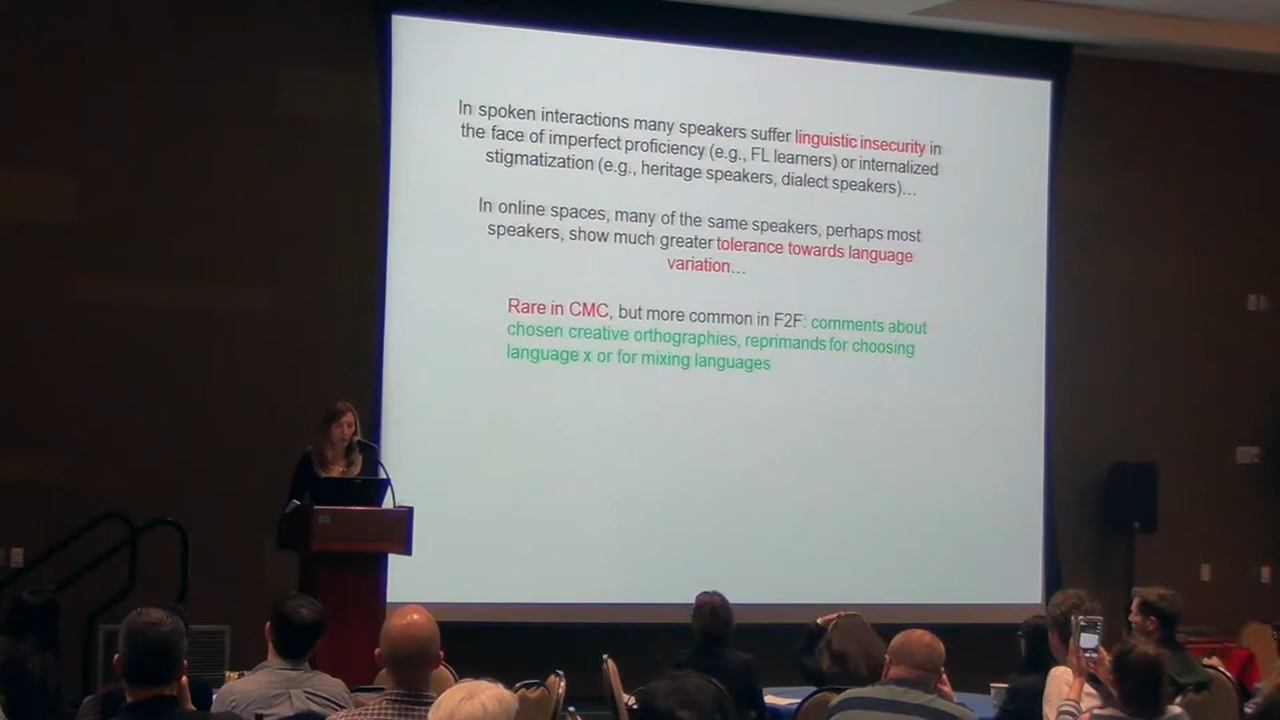 In spoken interactions many speakers suffer linguistic insecurity in
the face of imperfect proficiency (e.g., FL learners) or internalized
stigmatization (e.g., heritage speakers, dialect speakers)…
In online spaces, many of the same speakers, perhaps most
speakers, show much greater tolerance towards language
variation…
Rare in CMC, but more common in F2F: comments about
chosen creative orthographies, reprimands for choosing
language x or for mixing languages